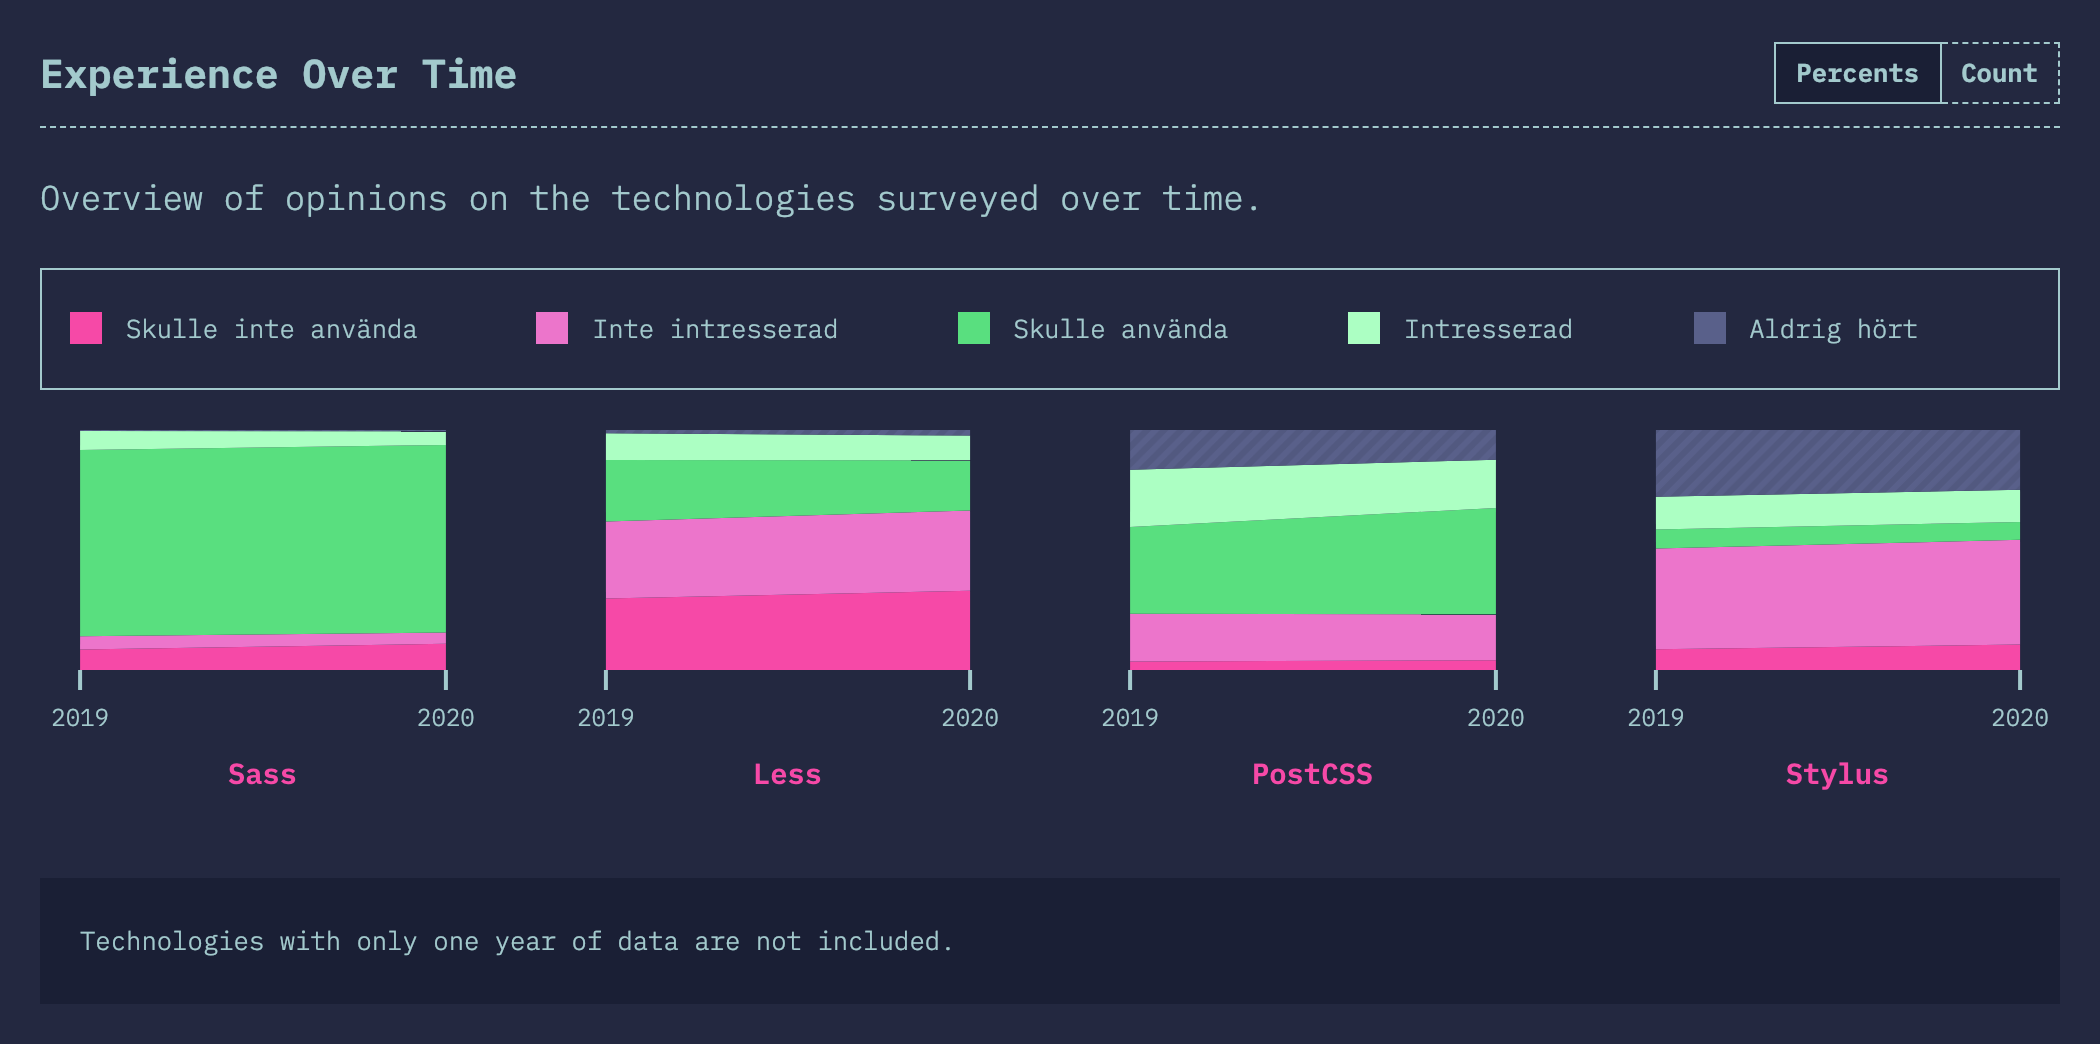 Experience Over Time
Percents Count
Overview of opinions on the technologies surveyed over time.
Skulle inte använda Inte intresserad Skulle använda Intresserad Aldrig hört
2019 2020 2019 2020 2019 2020 2019 2020
Sass Less PostCSS Stylus
Technologies with only one year of data are not included.